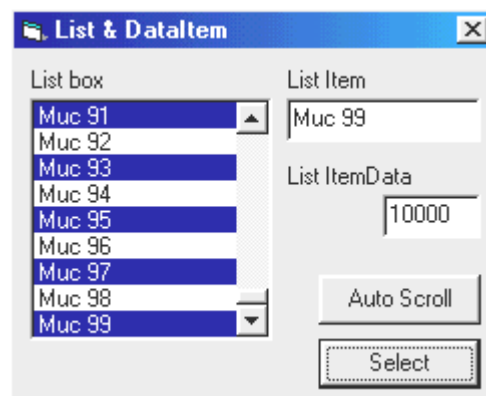 List & DataItem
List box
Muc 91
Muc 92
Muc 93
Muc 94
Muc 95
Muc 96
Muc 97
Muc 98
Muc 99
List Item
Muc 99
List ItemData
10000
Auto Scroll
Select